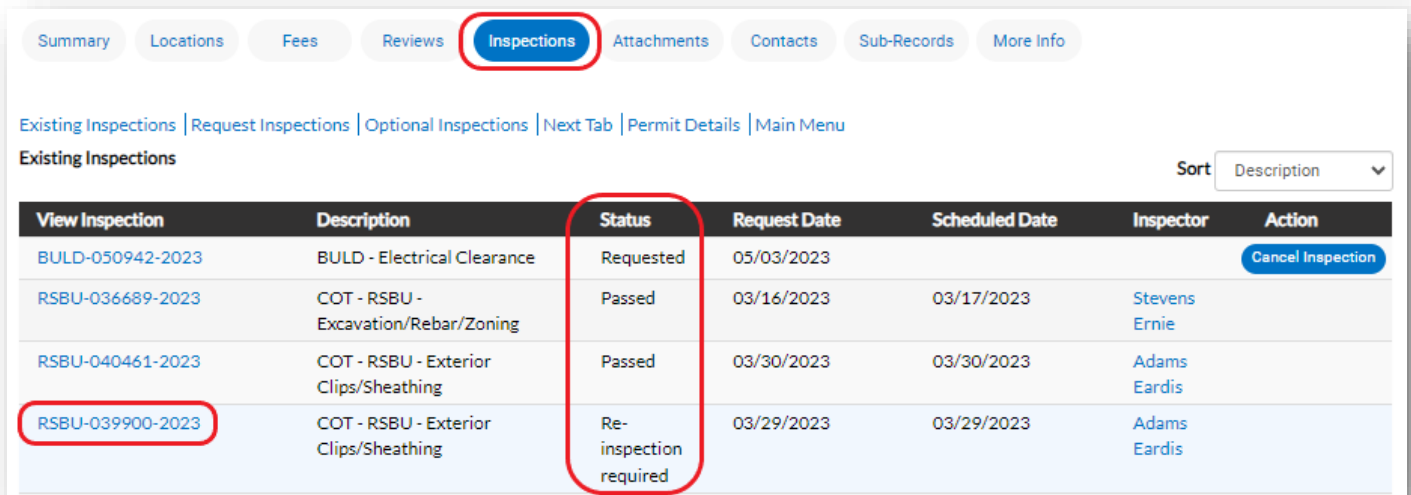 Summary Locations Fees Reviews Inspections Attachments Contacts Sub-Records More Info
Existing Inspections | Request Inspections | Optional Inspections | Next Tab | Permit Details | Main Menu
Existing Inspections
Sort Description
View Inspection Description Status Request Date Scheduled Date Inspector Action
BULD-050942-2023 BULD - Electrical Clearance Requested 05/03/2023 Cancel Inspection
RSBU-036689-2023 COT - RSBU - Passed 03/16/2023 03/17/2023 Stevens
Excavation/Rebar/Zoning Ernie
RSBU-040461-2023 COT - RSBU - Exterior Passed 03/30/2023 03/30/2023 Adams
Clips/Sheathing Eardis
RSBU-039900-2023 COT - RSBU - Exterior Re- 03/29/2023 03/29/2023 Adams
Clips/Sheathing inspection Eardis
required